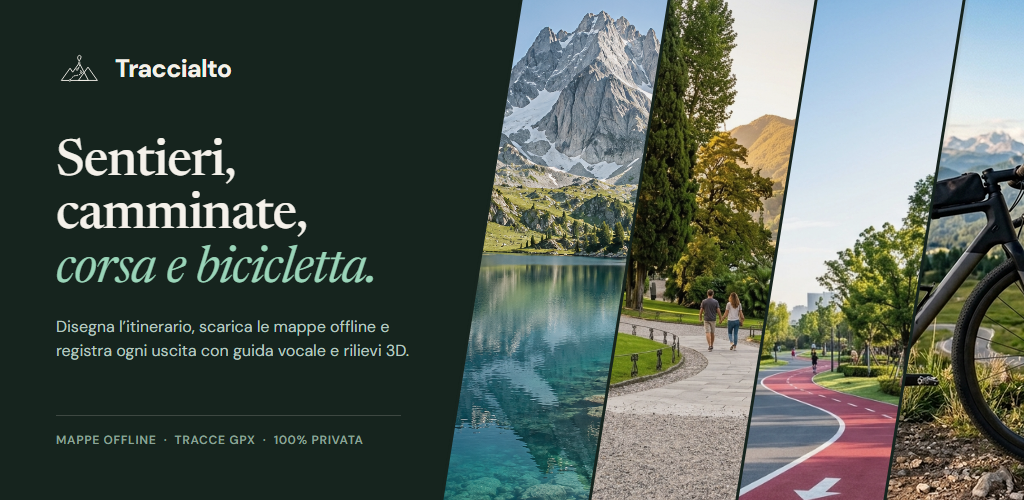 Traccialto
Sentieri,
camminate,
corsa e bicicletta.
Disegna l’itinerario, scarica le mappe offline e
registra ogni uscita con guida vocale e rilievi 3D.
MAPPE OFFLINE · TRACCE GPX · 100% PRIVATA